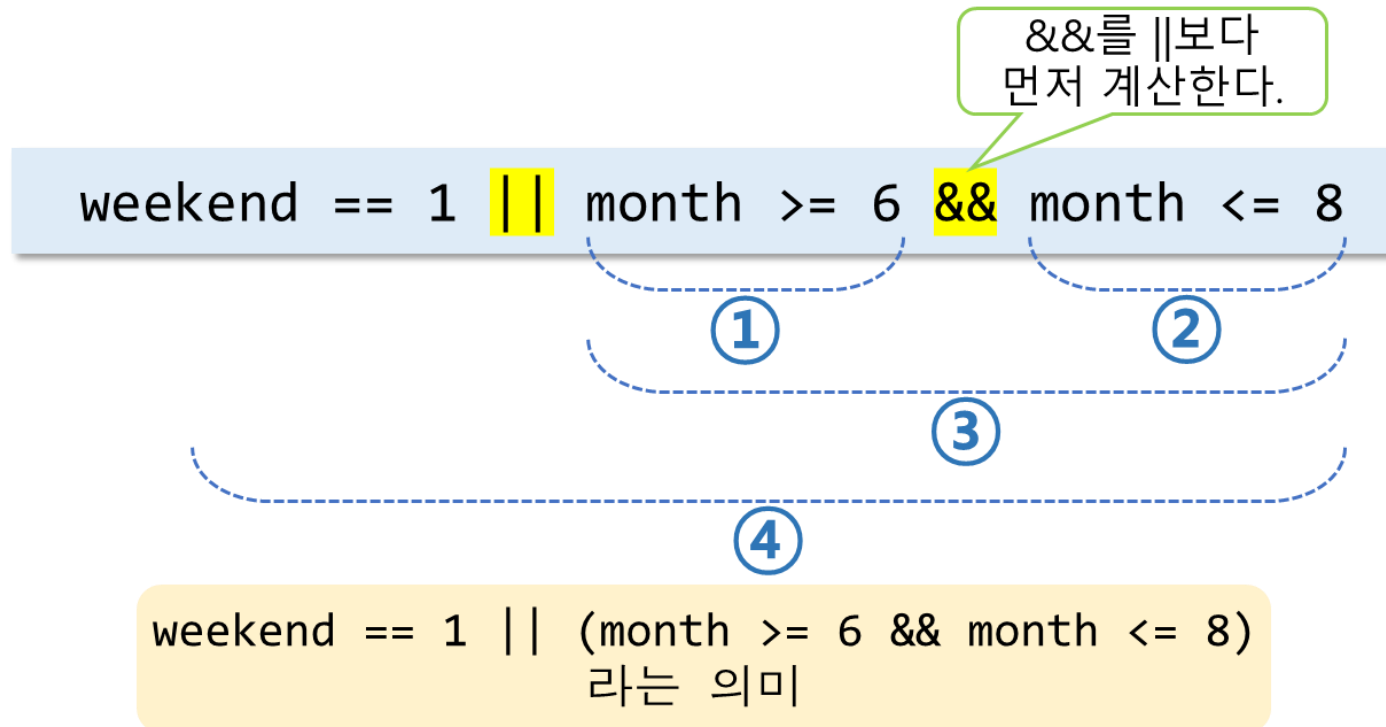 &&를 ||보다
먼저 계산한다.
weekend == 1 || month >= 6 && month <= 8
①
②
③
④
weekend == 1 || (month >= 6 && month <= 8)
라는 의미